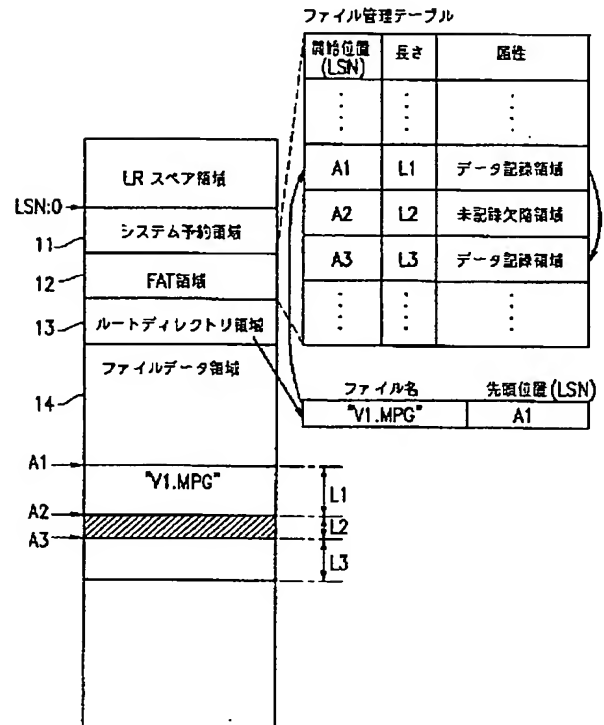 ファイル管理テーブル
開始位置 (LSN) 長さ 属性
A1 L1 データ記録領域
A2 L2 未記録欠陥領域
A3 L3 データ記録領域
LR スペア領域
LSN:0
11 システム予約領域
12 FAT領域
13 ルートディレクトリ領域
14 ファイルデータ領域
ファイル名 先頭位置(LSN)
"V1.MPG" A1
A1
"V1.MPG"
L1
A2
L2
A3
L3